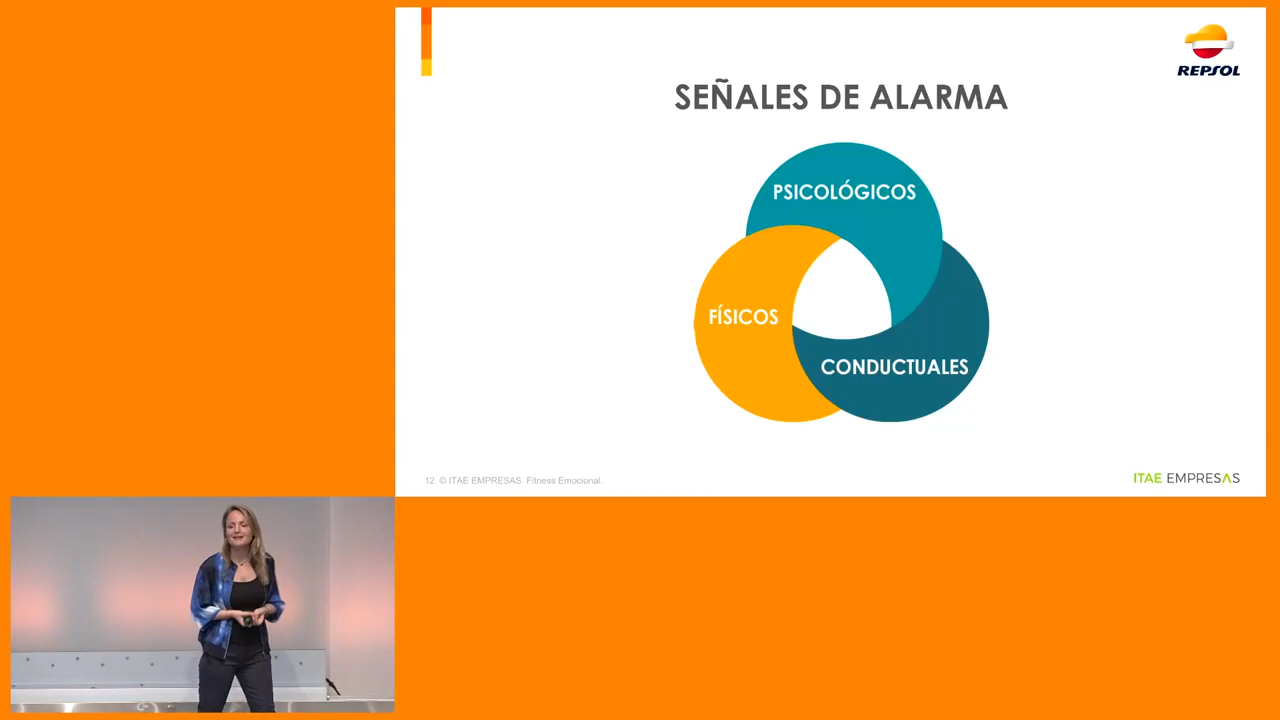 REPSOL
SEÑALES DE ALARMA
PSICOLÓGICOS
FÍSICOS
CONDUCTUALES
12 © ITAE EMPRESAS. Fitness Emocional.
ITAE EMPRESAS